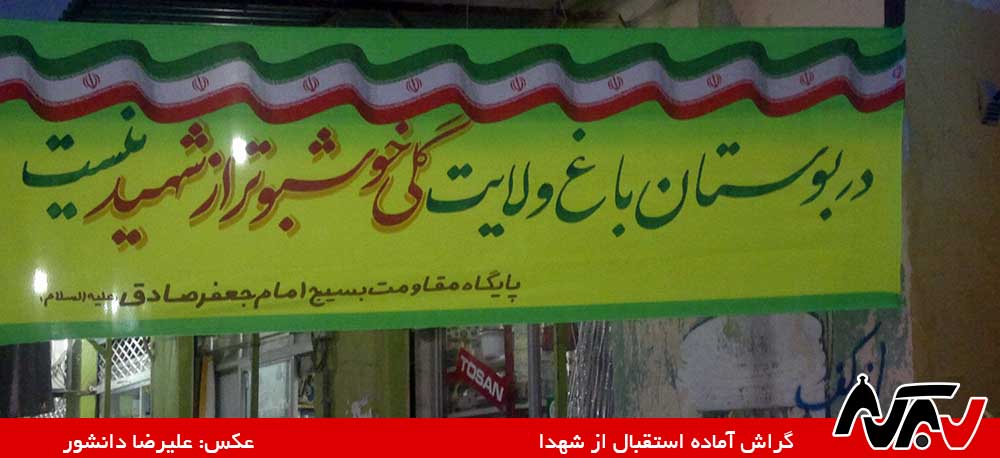 در بوستان باغ ولایت گلی خوشبوتر از شهید نیست
پایگاه مقاومت بسیج امام جعفر صادق (علیه السلام)
TOSAN
گراش آماده استقبال از شهدا
عکس: علیرضا دانشور